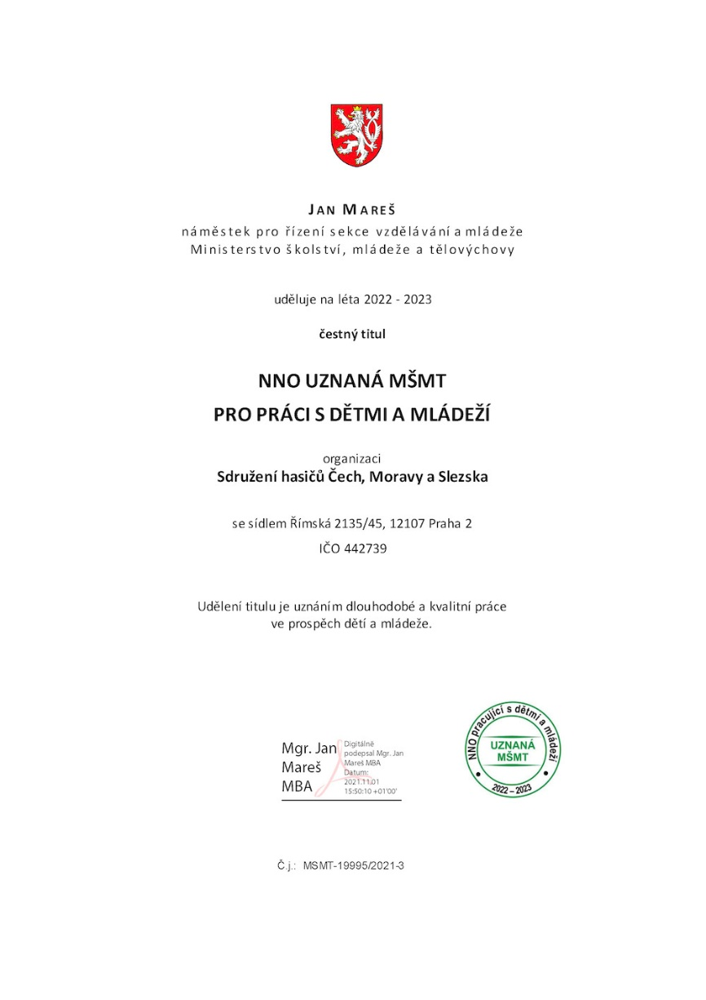 JAN MAREŠ
náměstek pro řízení sekce vzdělávání a mládeže
Ministerstvo školství, mládeže a tělovýchovy
uděluje na léta 2022 - 2023
čestný titul
NNO UZNANÁ MŠMT
PRO PRÁCI S DĚTMI A MLÁDEŽÍ
organizaci
Sdružení hasičů Čech, Moravy a Slezska
se sídlem Římská 2135/45, 12107 Praha 2
IČO 442739
Udělení titulu je uznáním dlouhodobé a kvalitní práce
ve prospěch dětí a mládeže.
Mgr. Jan
Mareš
MBA
Digitálně
podepsal Mgr. Jan
Mareš MBA
Datum:
2021.11.01
15:50:10 +01'00'
NNO pracující s dětmi a mládeží
UZNANÁ
MŠMT
2022 – 2023
Č.j.: MSMT-19995/2021-3